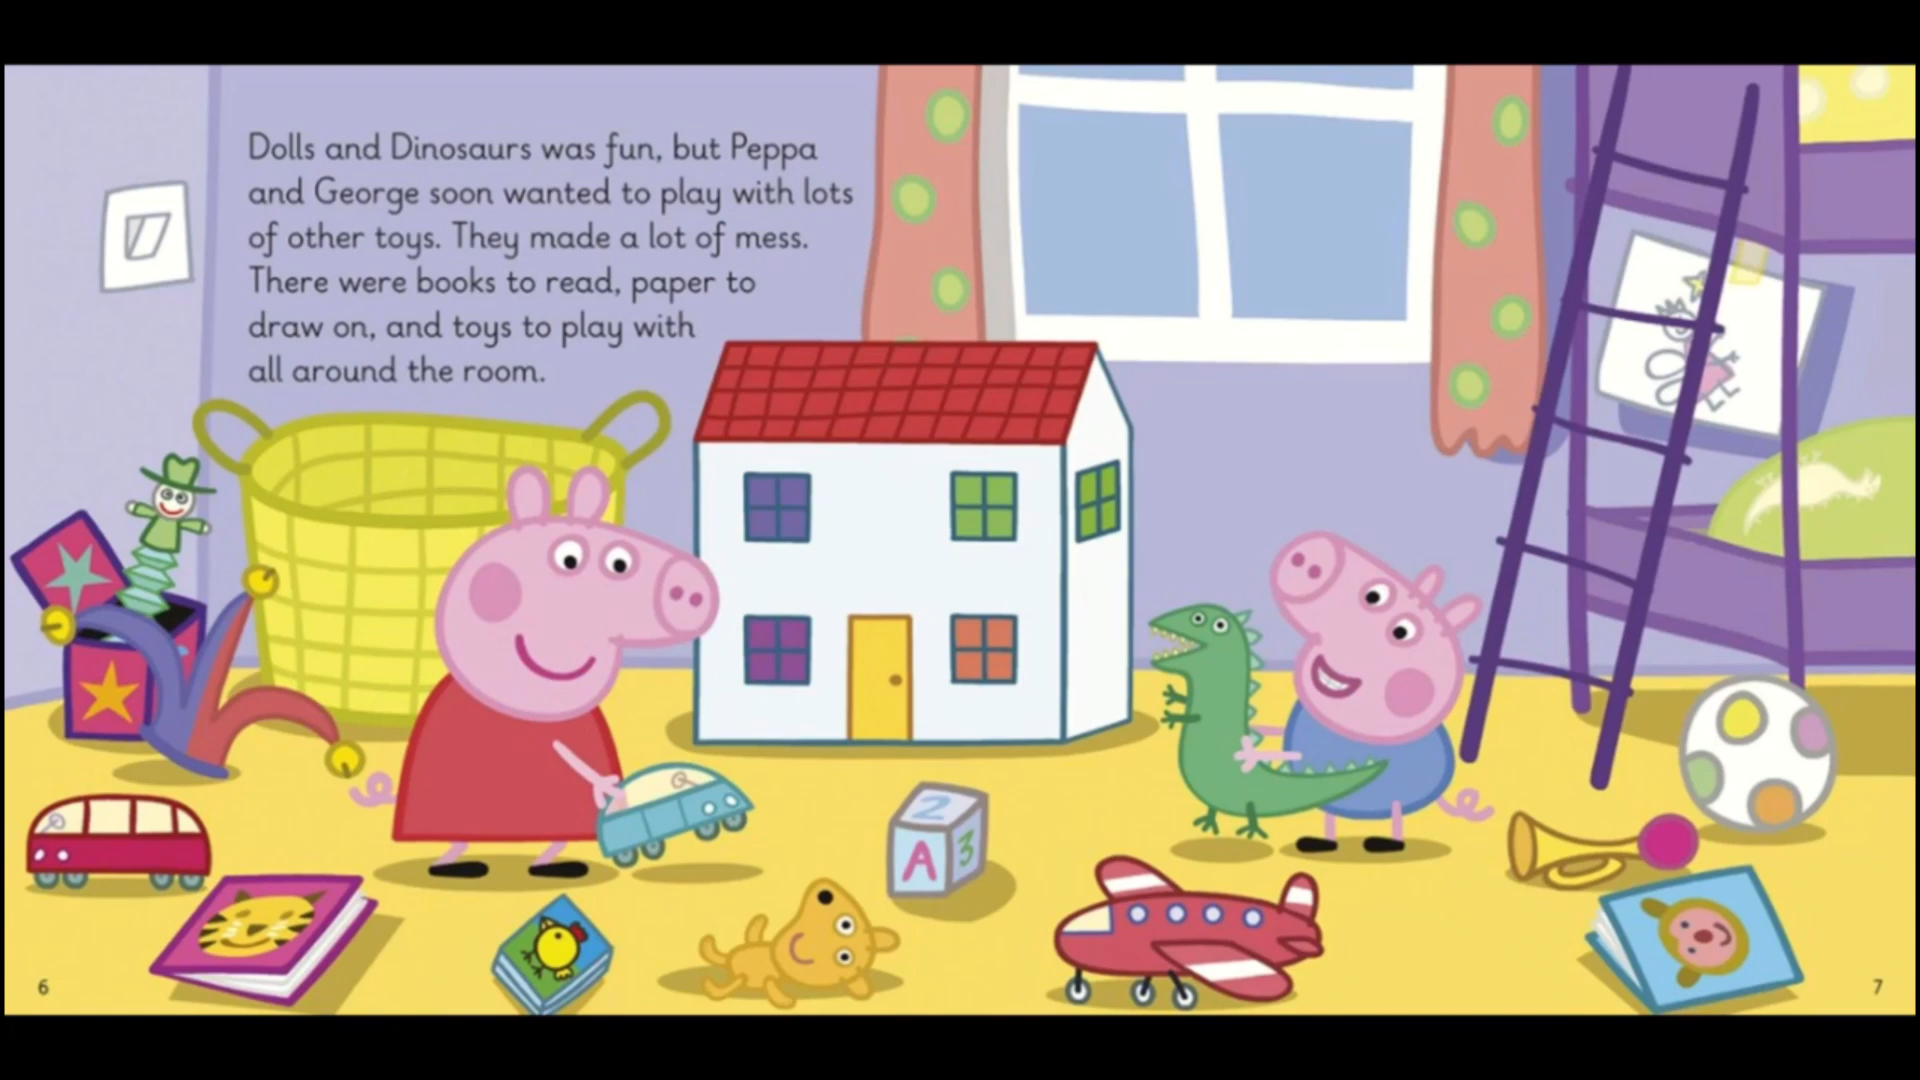 Dolls and Dinosaurs was fun, but Peppa
and George soon wanted to play with lots
of other toys. They made a lot of mess.
There were books to read, paper to
draw on, and toys to play with
all around the room.
2
A 3
6
7